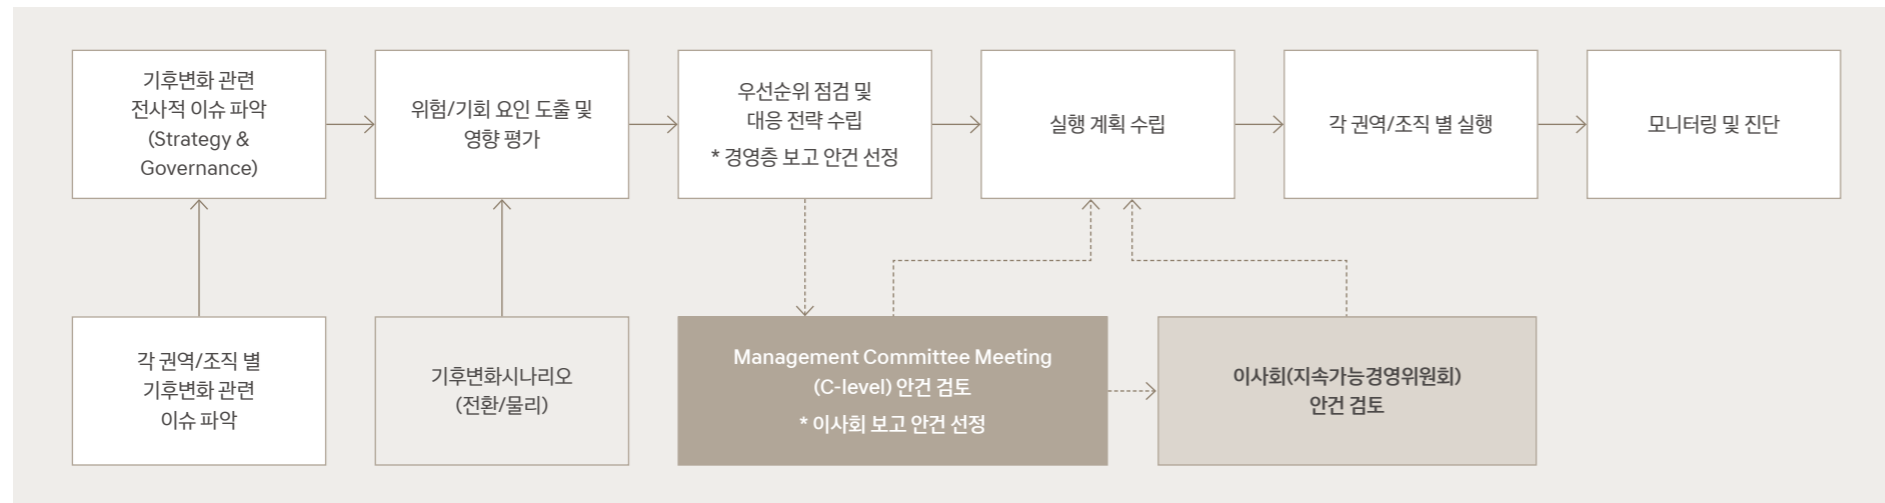 기후변화 관련
전사적 이슈 파악
(Strategy &
Governance)
위험/기회 요인 도출 및
영향 평가
우선순위 점검 및
대응 전략 수립
* 경영층 보고 안건 선정
실행 계획 수립
각 권역/조직 별 실행
모니터링 및 진단
각 권역/조직 별
기후변화 관련
이슈 파악
기후변화시나리오
(전환/물리)
Management Committee Meeting
(C-level) 안건 검토
* 이사회 보고 안건 선정
이사회(지속가능경영위원회)
안건 검토